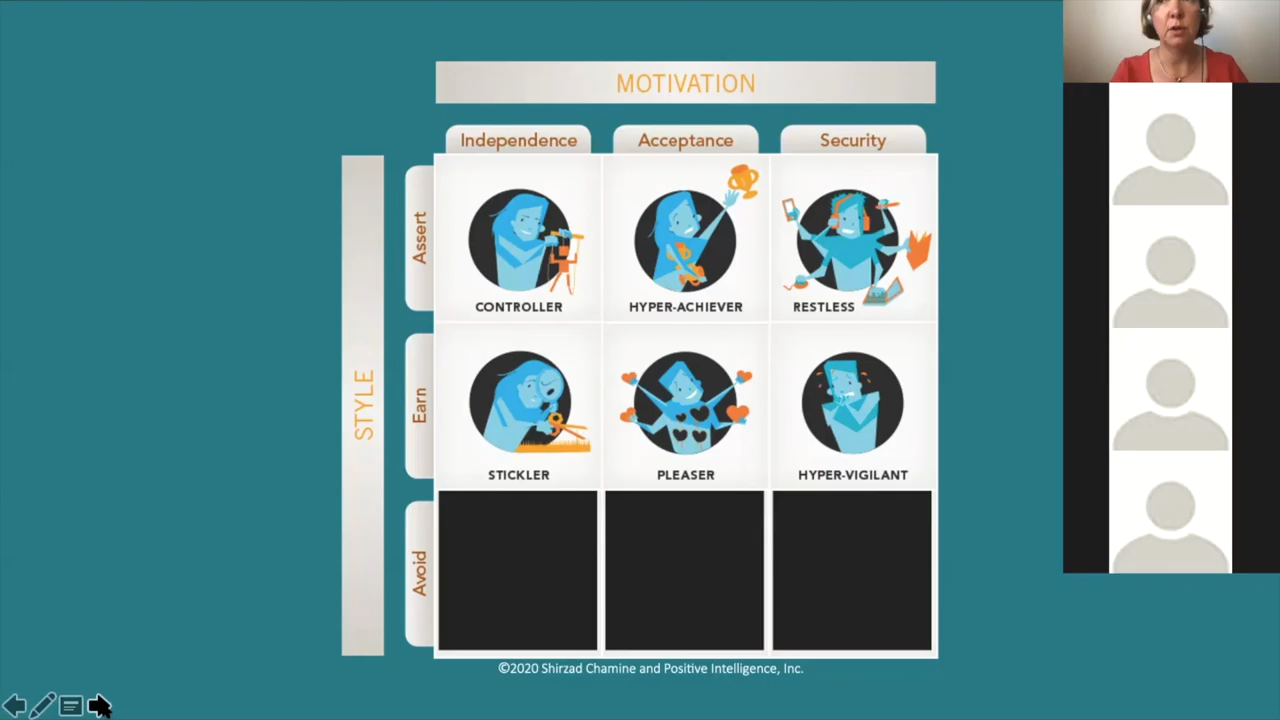 MOTIVATION
Independence
Acceptance
Security
STYLE
Assert
CONTROLLER
HYPER-ACHIEVER
RESTLESS
Earn
STICKLER
PLEASER
HYPER-VIGILANT
Avoid
©2020 Shirzad Chamine and Positive Intelligence, Inc.